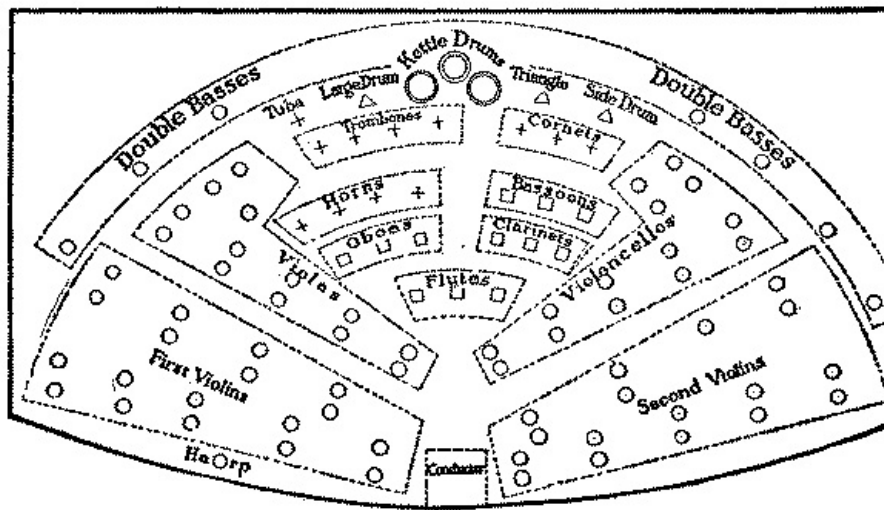 Kettle Drums
Double Basses
Tuba
Large Drum
Triangle
Side Drum
Double Basses
Trombones
Cornets
Horns
Bassoons
Oboes
Clarinets
Violas
Flutes
Violoncellos
First Violins
Second Violins
Harp
Conductor